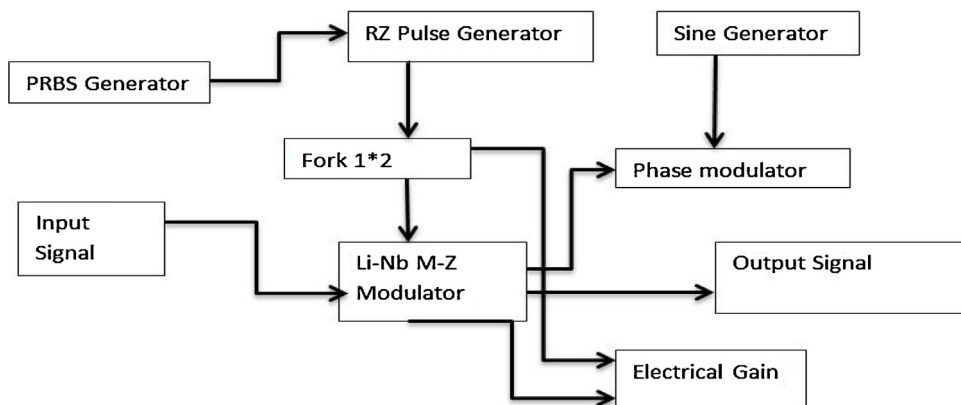 RZ Pulse Generator
Sine Generator
PRBS Generator
Fork 1*2
Phase modulator
Input
Signal
Li-Nb M-Z
Modulator
Output Signal
Electrical Gain